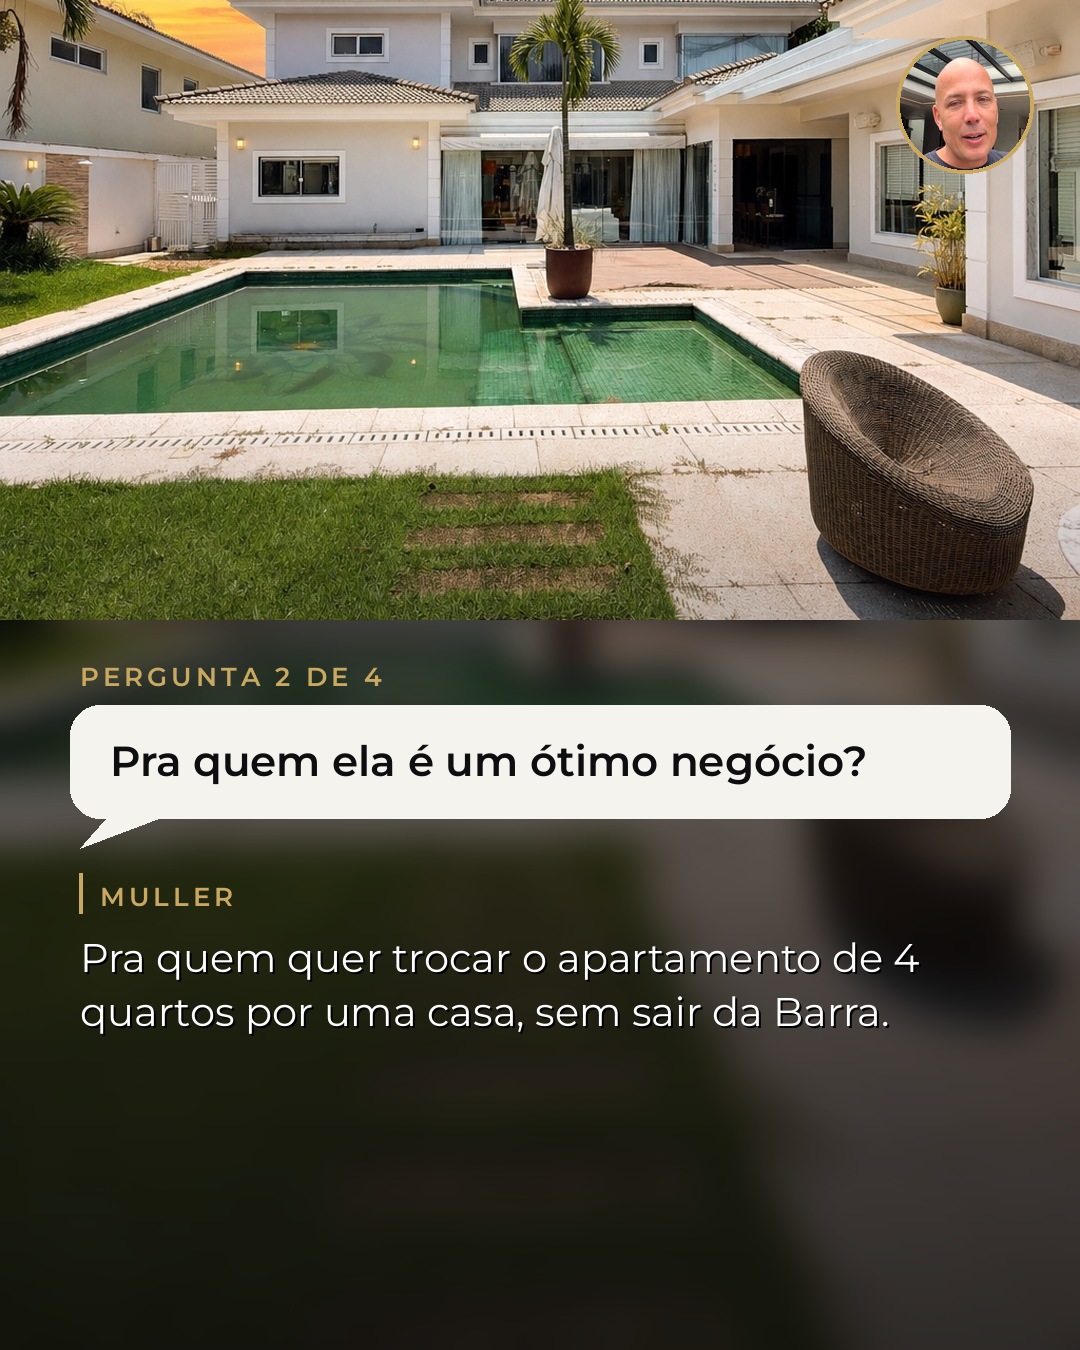 PERGUNTA 2 DE 4
Pra quem ela é um ótimo negócio?
MULLER
Pra quem quer trocar o apartamento de 4
quartos por uma casa, sem sair da Barra.